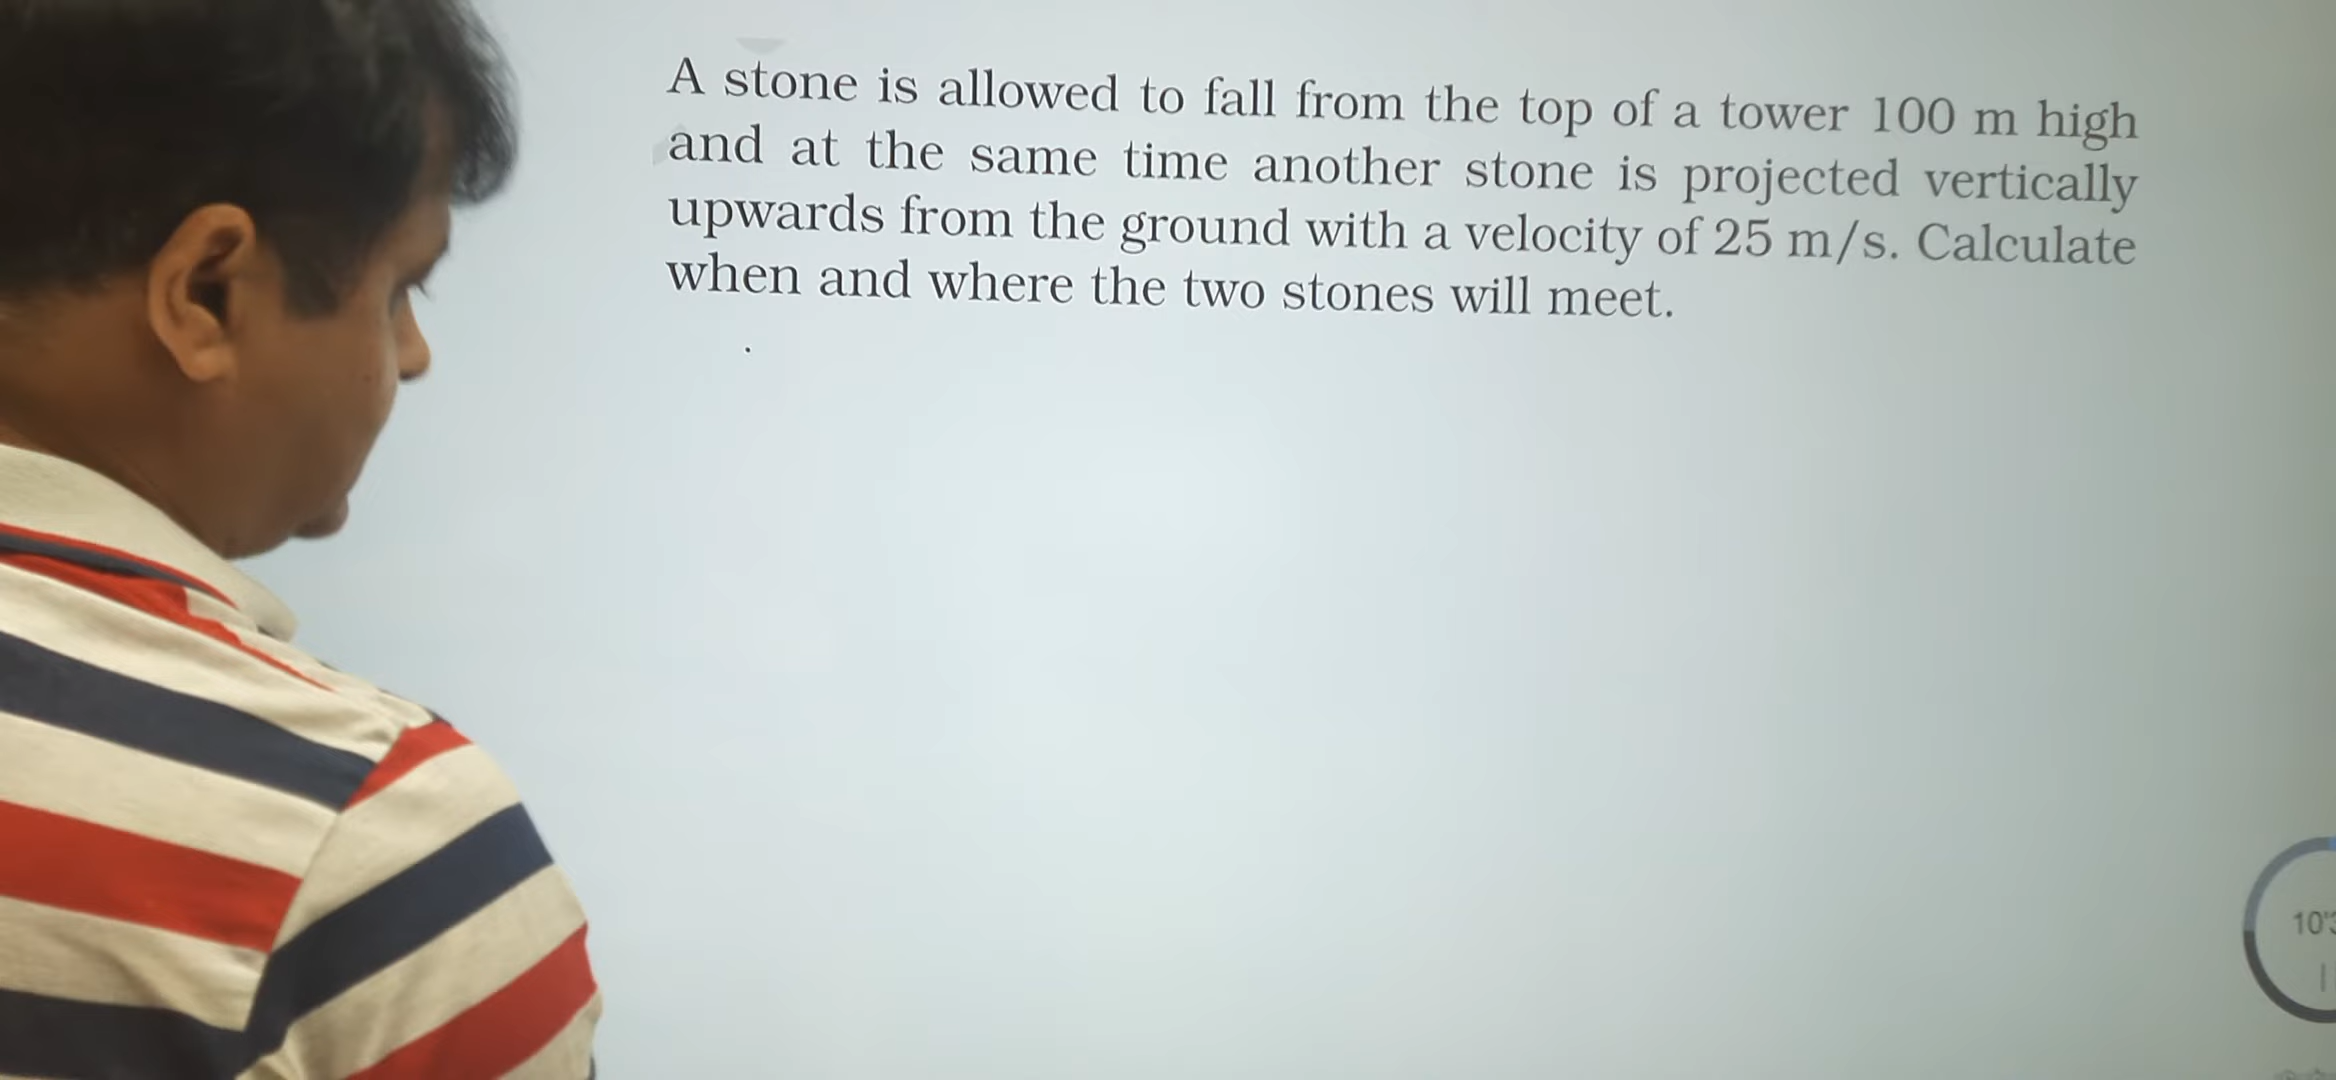 A stone is allowed to fall from the top of a tower 100 m high
and at the same time another stone is projected vertically
upwards from the ground with a velocity of 25 m/s. Calculate
when and where the two stones will meet.